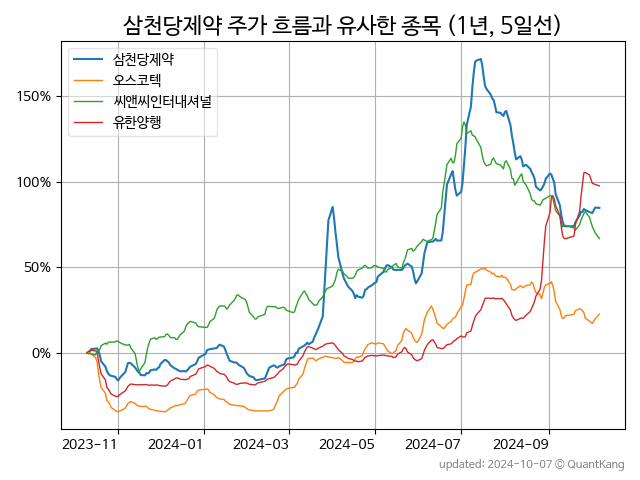 삼천당제약 주가 흐름과 유사한 종목 (1년, 5일선)
삼천당제약
오스코텍
씨앤씨인터내셔널
유한양행
150%
100%
50%
0%
2023-11 2024-01 2024-03 2024-05 2024-07 2024-09
updated: 2024-10-07 © QuantKang